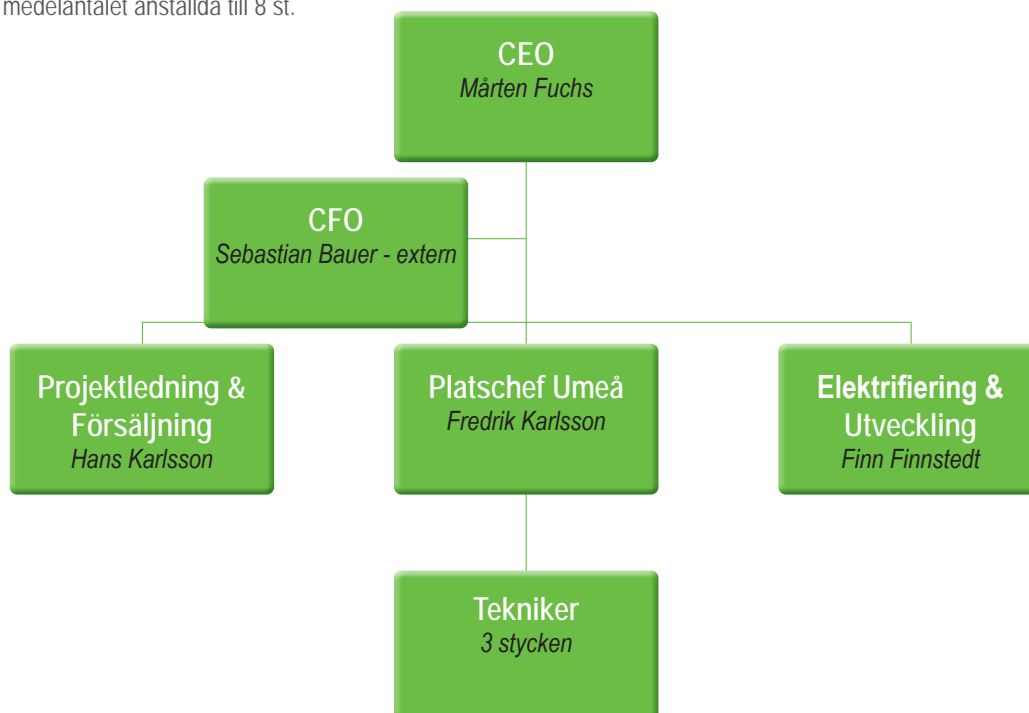 medelantalet anställda till 8 st.
CEO
Mårten Fuchs
CFO
Sebastian Bauer - extern
Projektledning &
Försäljning
Hans Karlsson
Platschef Umeå
Fredrik Karlsson
Elektrifiering &
Utveckling
Finn Finnstedt
Tekniker
3 stycken